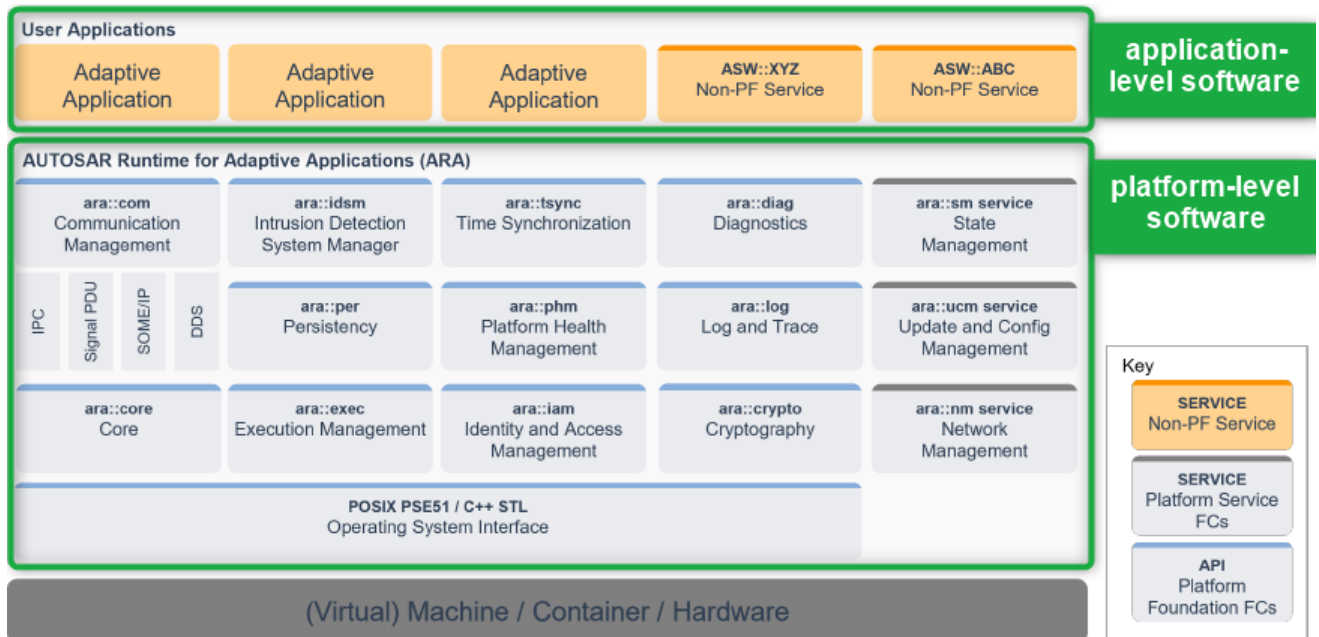 User Applications
Adaptive
Application
Adaptive
Application
Adaptive
Application
ASW::XYZ
Non-PF Service
ASW::ABC
Non-PF Service
application-
level software
AUTOSAR Runtime for Adaptive Applications (ARA)
platform-level
software
ara::com
Communication
Management
ara::idsm
Intrusion Detection
System Manager
ara::tsync
Time Synchronization
ara::diag
Diagnostics
ara::sm service
State
Management
IPC
Signal PDU
SOME/IP
DDS
ara::per
Persistency
ara::phm
Platform Health
Management
ara::log
Log and Trace
ara::ucm service
Update and Config
Management
ara::core
Core
ara::exec
Execution Management
ara::iam
Identity and Access
Management
ara::crypto
Cryptography
ara::nm service
Network
Management
POSIX PSE51 / C++ STL
Operating System Interface
(Virtual) Machine / Container / Hardware
Key
SERVICE
Non-PF Service
SERVICE
Platform Service
FCs
API
Platform
Foundation FCs